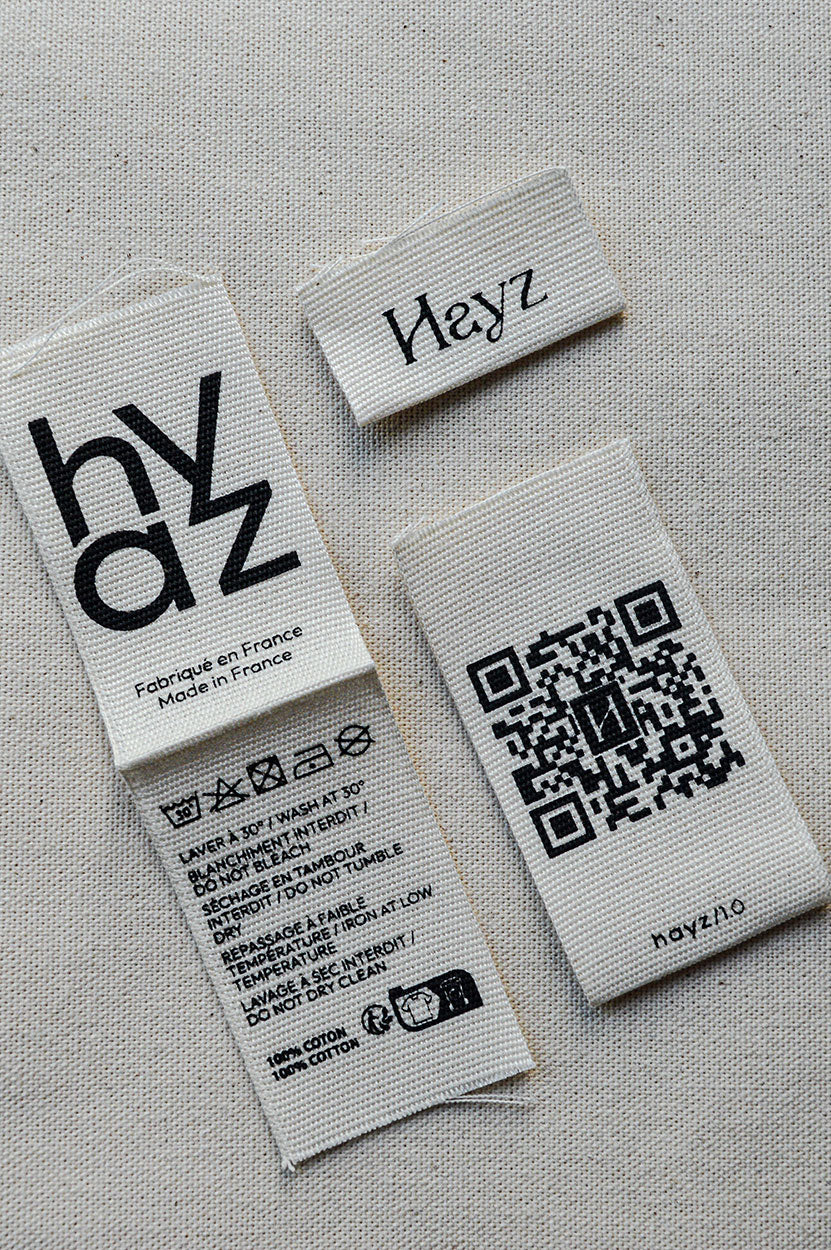 Hayz
hy
az
Fabriqué en France
Made in France
30°
LAVER À 30° / WASH AT 30°
BLANCHIMENT INTERDIT /
DO NOT BLEACH
SÉCHAGE EN TAMBOUR
INTERDIT / DO NOT TUMBLE
DRY
REPASSAGE À FAIBLE
TEMPÉRATURE / IRON AT LOW
TEMPERATURE
LAVAGE A SEC INTERDIT /
DO NOT DRY CLEAN
100% COTON
100% COTTON
hayz/1.0